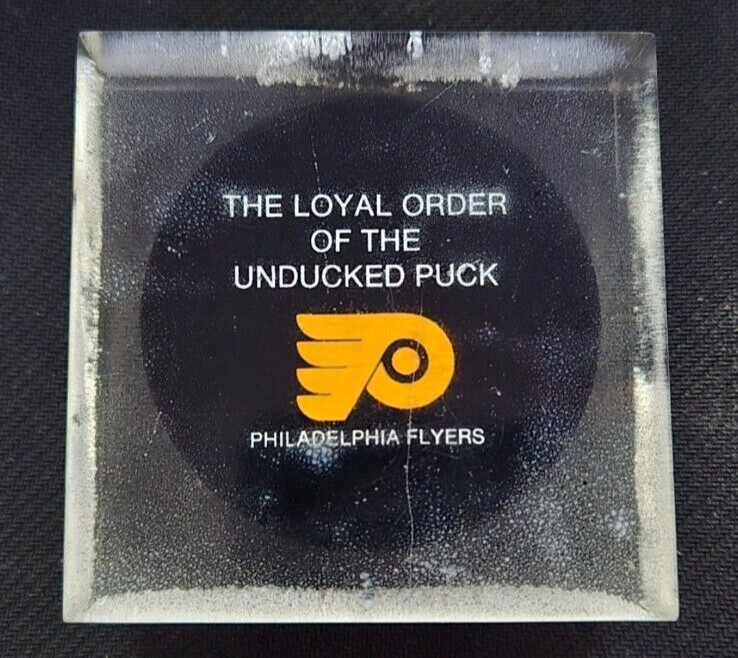 THE LOYAL ORDER
OF THE
UNDUCKED PUCK
PHILADELPHIA FLYERS